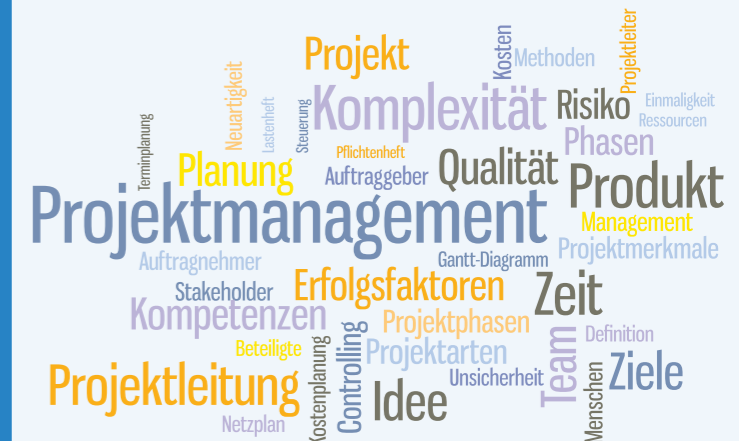 Projekt
Kosten
Methoden
Projektleiter
Neuartigkeit
Lastenheft
Steuerung
Komplexität
Risiko
Einmaligkeit
Ressourcen
Terminplanung
Planung
Pflichtenheft
Auftraggeber
Qualität
Phasen
Produkt
Projektmanagement
Management
Auftragnehmer
Gantt-Diagramm
Projektmerkmale
Stakeholder
Erfolgsfaktoren
Zeit
Kompetenzen
Projektphasen
Beteiligte
Kostenplanung
Controlling
Projektarten
Team
Definition
Projektleitung
Idee
Unsicherheit
Menschen
Ziele
Netzplan